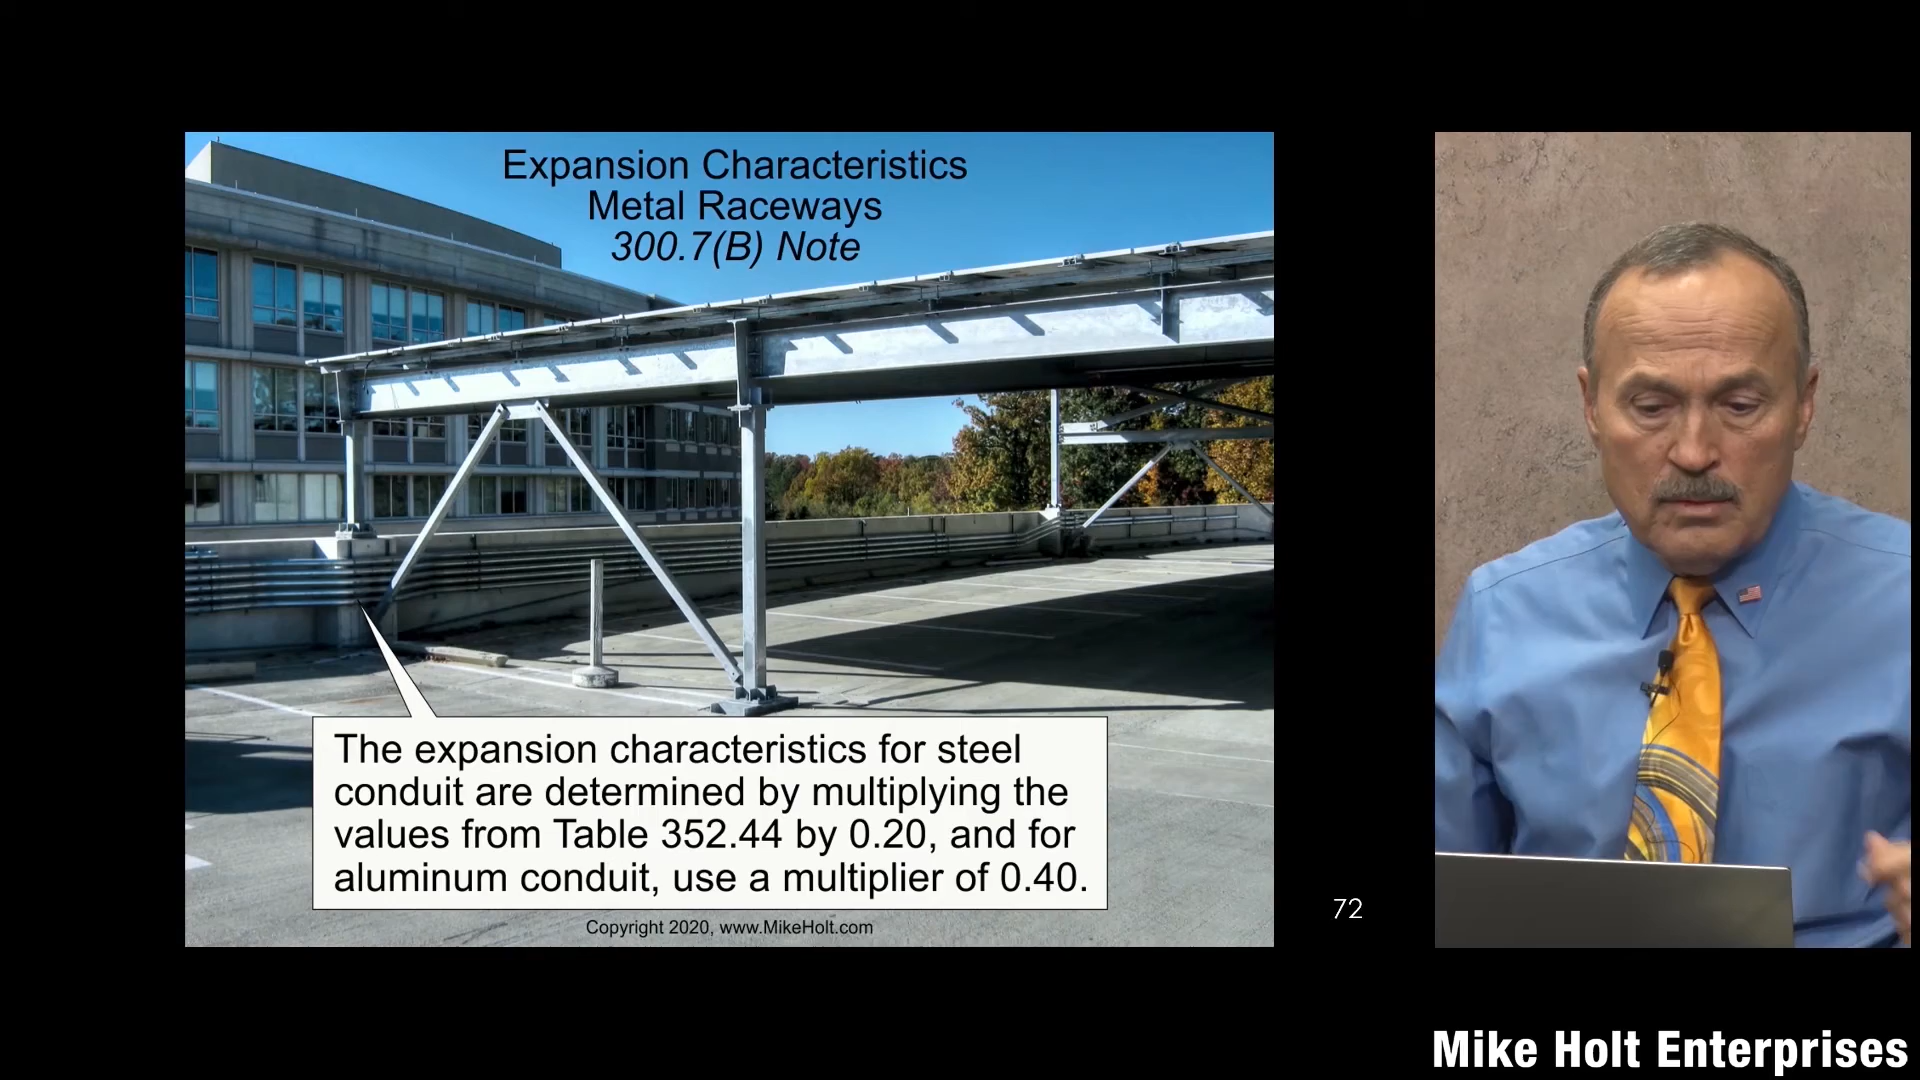 Expansion Characteristics
Metal Raceways
300.7(B) Note
The expansion characteristics for steel
conduit are determined by multiplying the
values from Table 352.44 by 0.20, and for
aluminum conduit, use a multiplier of 0.40.
Copyright 2020, www.MikeHolt.com
72
Mike Holt Enterprises